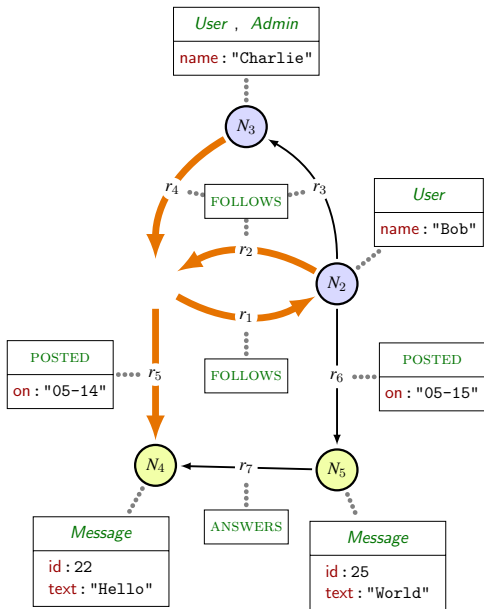 User , Admin
name : "Charlie"
N3
r4
r3
FOLLOWS
User
name : "Bob"
r2
N2
r1
POSTED
on : "05-14"
r5
FOLLOWS
r6
POSTED
on : "05-15"
N4
r7
N5
ANSWERS
Message
id : 22
text : "Hello"
Message
id : 25
text : "World"